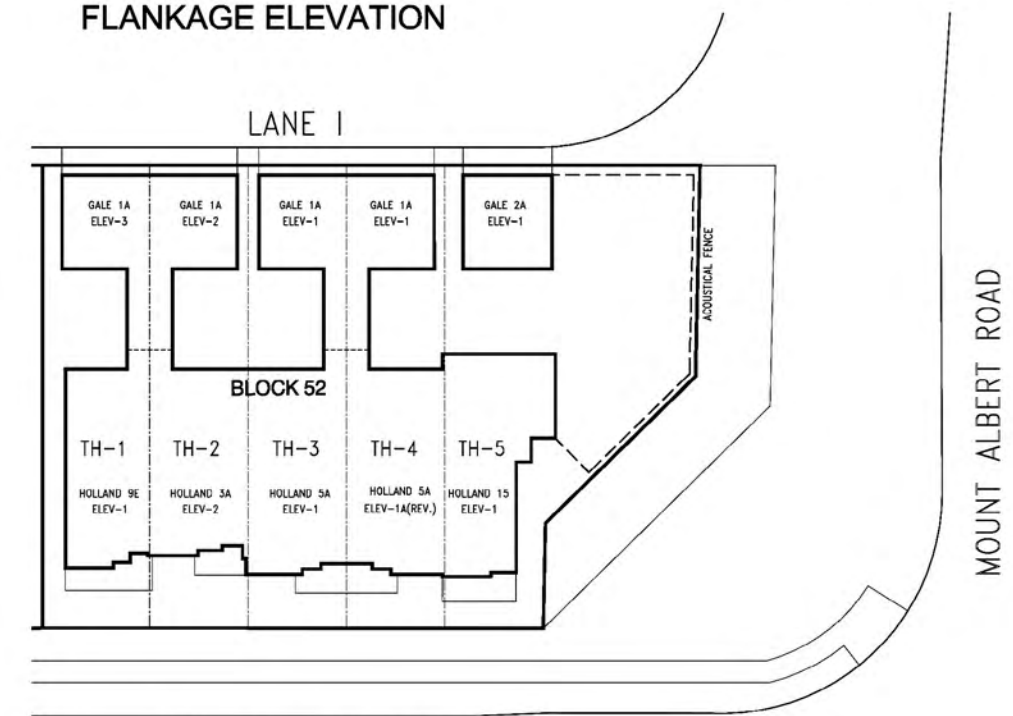 FLANKAGE ELEVATION
LANE I
GALE 1A
ELEV-3
GALE 1A
ELEV-2
GALE 1A
ELEV-1
GALE 1A
ELEV-1
GALE 2A
ELEV-1
ACOUSTICAL FENCE
MOUNT ALBERT ROAD
BLOCK 52
TH-1
TH-2
TH-3
TH-4
TH-5
HOLLAND 9E
ELEV-1
HOLLAND 3A
ELEV-2
HOLLAND 5A
ELEV-1
HOLLAND 5A
ELEV-1A(REV.)
HOLLAND 15
ELEV-1